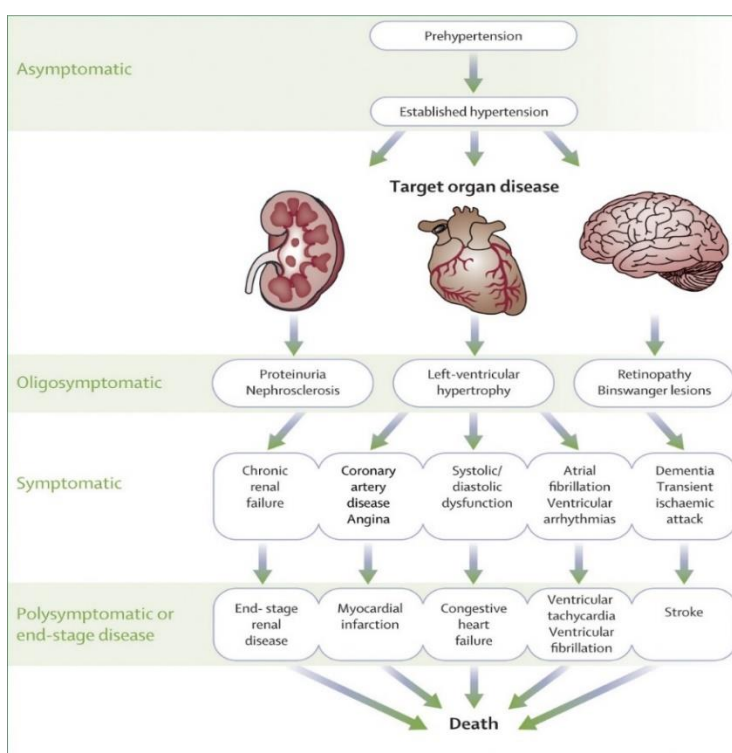 Prehypertension
Asymptomatic
Established hypertension
Target organ disease
Oligosymptomatic
Proteinuria
Nephrosclerosis
Left-ventricular
hypertrophy
Retinopathy
Binswanger lesions
Symptomatic
Chronic
renal
failure
Coronary
artery
disease
Angina
Systolic/
diastolic
dysfunction
Atrial
fibrillation
Ventricular
arrhythmias
Dementia
Transient
ischaemic
attack
Polysymptomatic or
end-stage disease
End- stage
renal
disease
Myocardial
infarction
Congestive
heart
failure
Ventricular
tachycardia
Ventricular
fibrillation
Stroke
Death